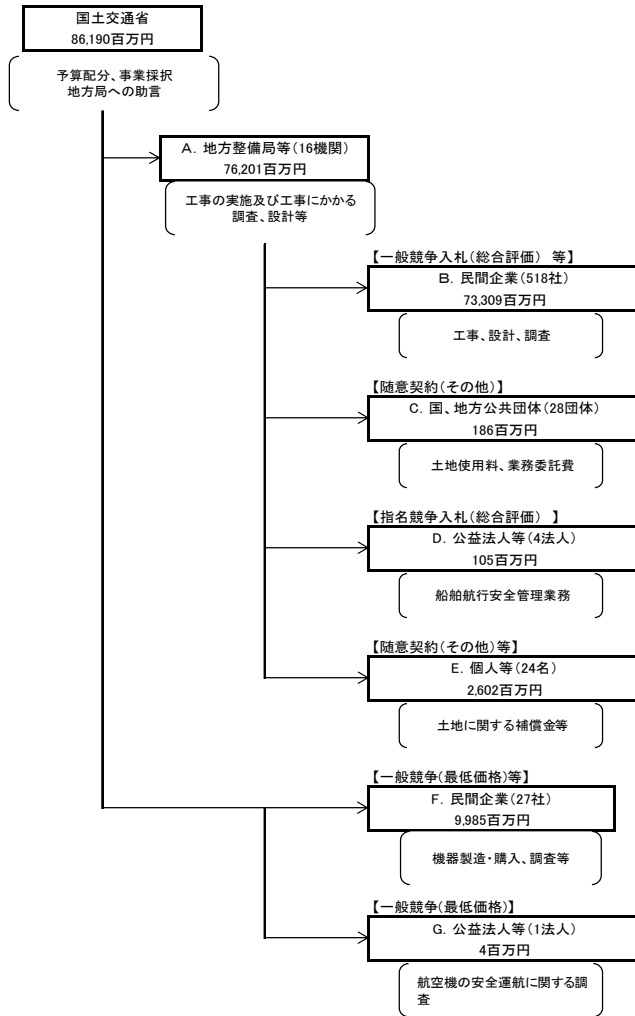 国土交通省
86,190百万円
予算配分、事業採択
地方局への助言
A. 地方整備局等(16機関)
76,201百万円
工事の実施及び工事にかかる
調査、設計等
【一般競争入札(総合評価) 等】
B. 民間企業(518社)
73,309百万円
工事、設計、調査
【随意契約(その他)】
C. 国、地方公共団体(28団体)
186百万円
土地使用料、業務委託費
【指名競争入札(総合評価) 】
D. 公益法人等(4法人)
105百万円
船舶航行安全管理業務
【随意契約(その他)等】
E. 個人等(24名)
2,602百万円
土地に関する補償金等
【一般競争(最低価格)等】
F. 民間企業(27社)
9,985百万円
機器製造・購入、調査等
【一般競争(最低価格)】
G. 公益法人等(1法人)
4百万円
航空機の安全運航に関する調
査